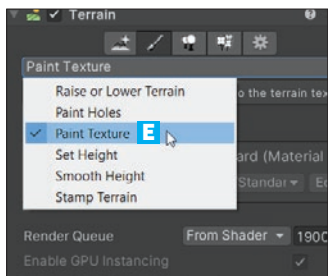 Terrain
Paint Texture
Raise or Lower Terrain
o the terrain tex
Paint Holes
Paint Texture E
Set Height
ard (Material
Smooth Height
Standar
Stamp Terrain
Render Queue From Shader 1900
Enable GPU Instancing